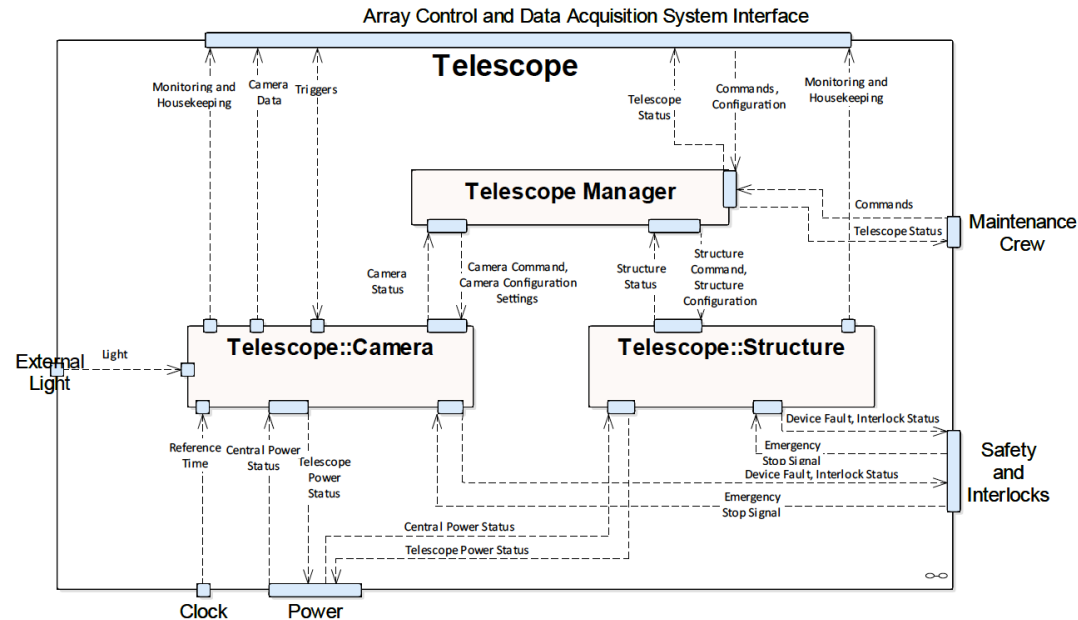 Array Control and Data Acquisition System Interface
Telescope
Monitoring and
Housekeeping
Camera
Data
Triggers
Telescope
Status
Commands,
Configuration
Monitoring and
Housekeeping
Telescope Manager
Commands
Telescope Status
Maintenance
Crew
Camera
Status
Camera Command,
Camera Configuration
Settings
Structure
Status
Structure
Command,
Structure
Configuration
External
Light
Light
Telescope::Camera
Telescope::Structure
Reference
Time
Central Power
Status
Telescope
Power
Status
Device Fault, Interlock Status
Emergency
Stop Signal
Device Fault, Interlock Status
Emergency
Stop Signal
Safety
and
Interlocks
Central Power Status
Telescope Power Status
Clock
Power